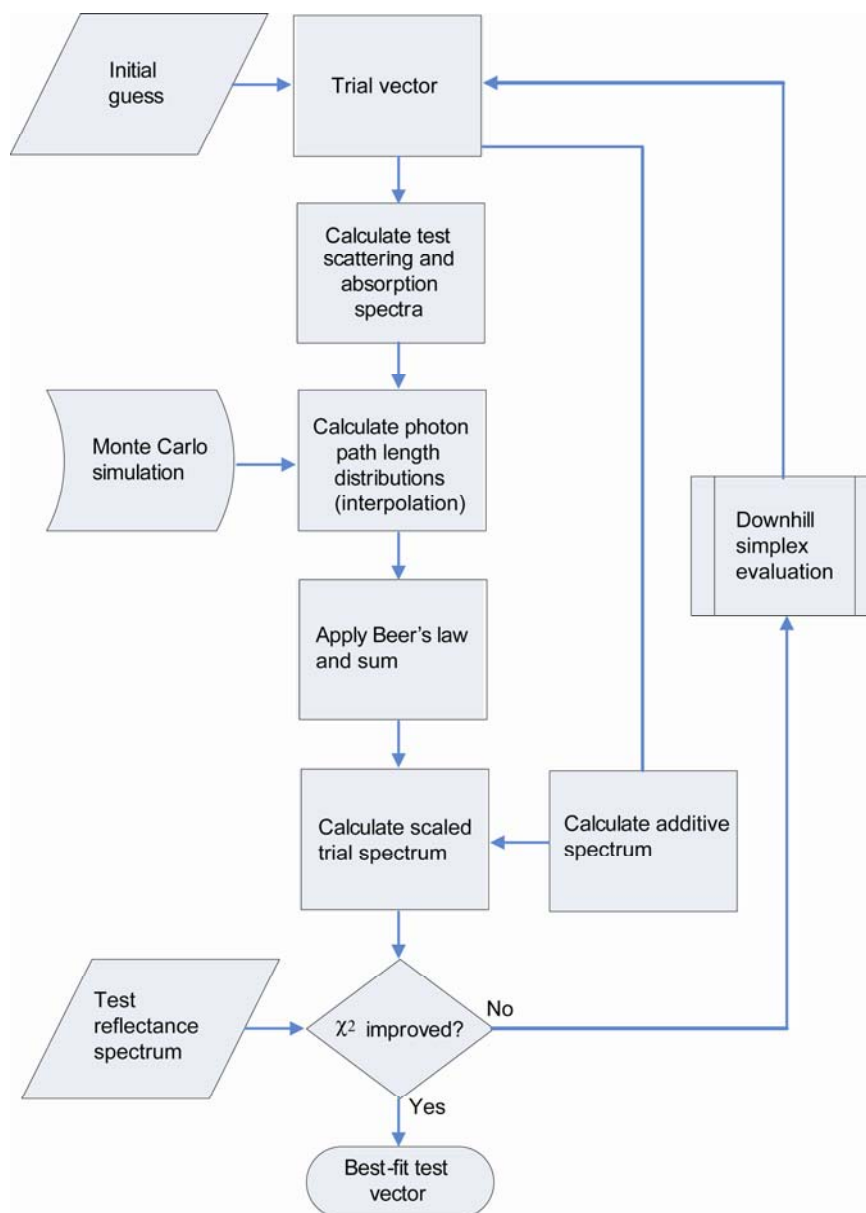 Initial
guess
Trial vector
Calculate test
scattering and
absorption
spectra
Monte Carlo
simulation
Calculate photon
path length
distributions
(interpolation)
Downhill
simplex
evaluation
Apply Beer's law
and sum
Calculate scaled
trial spectrum
Calculate additive
spectrum
Test
reflectance
spectrum
χ² improved?
No
Yes
Best-fit test
vector